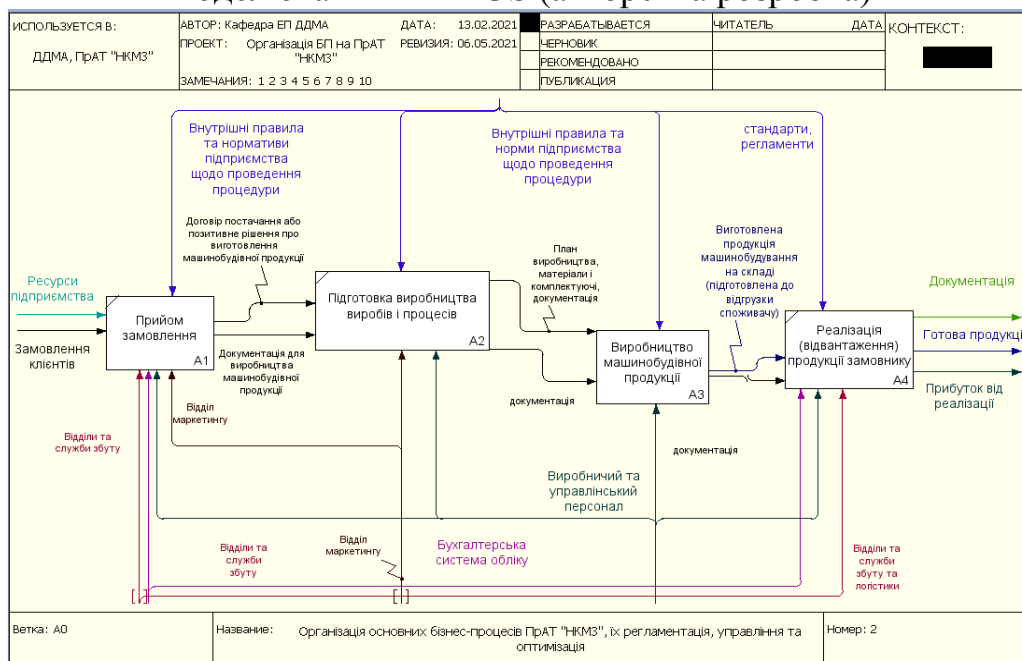 (авторська розробка)
ИСПОЛЬЗУЕТСЯ В:
ДДМА, ПрАТ "НКМЗ"
АВТОР: Кафедра ЕП ДДМА
ДАТА: 13.02.2021
ПРОЕКТ: Організація БП на ПрАТ
"НКМЗ"
РЕВИЗИЯ: 06.05.2021
ЗАМЕЧАНИЯ: 1 2 3 4 5 6 7 8 9 10
РАЗРАБАТЫВАЕТСЯ
ЧЕРНОВИК
РЕКОМЕНДОВАНО
ПУБЛИКАЦИЯ
ЧИТАТЕЛЬ
ДАТА
КОНТЕКСТ:
Внутрішні правила
та нормативи
підприємства
щодо проведення
процедури
Внутрішні правила та
норми підприємства
щодо проведення
процедури
стандарти,
регламенти
Договір постачання або
позитивне рішення про
виготовлення
машинобудівної продукції
План
виробництва,
матеріали і
комплектуючі,
документація
Виготовлена
продукція
машинобудування
на складі
(підготовлена до
відгрузки
споживачу)
Ресурси
підприємства
Замовлення
клієнтів
Прийом
замовлення
A1
Підготовка виробництва
виробів і процесів
A2
Виробництво
машинобудівної
продукції
A3
Реалізація
(відвантаження)
продукції замовнику
A4
Документація
Готова продукці
Прибуток від
реалізації
Документація для
виробництва
машинобудівної
продукції
документація
документація
Відділ
маркетингу
Відділи та
служби збуту
Виробничий та
управлінський
персонал
Відділи та
служби
збуту
Відділ
маркетингу
Бухгалтерська
система обліку
Відділи та
служби
збуту та
логістики
Ветка: A0
Название: Організація основних бізнес-процесів ПрАТ "НКМЗ", їх регламентація, управління та
оптимізація
Номер: 2